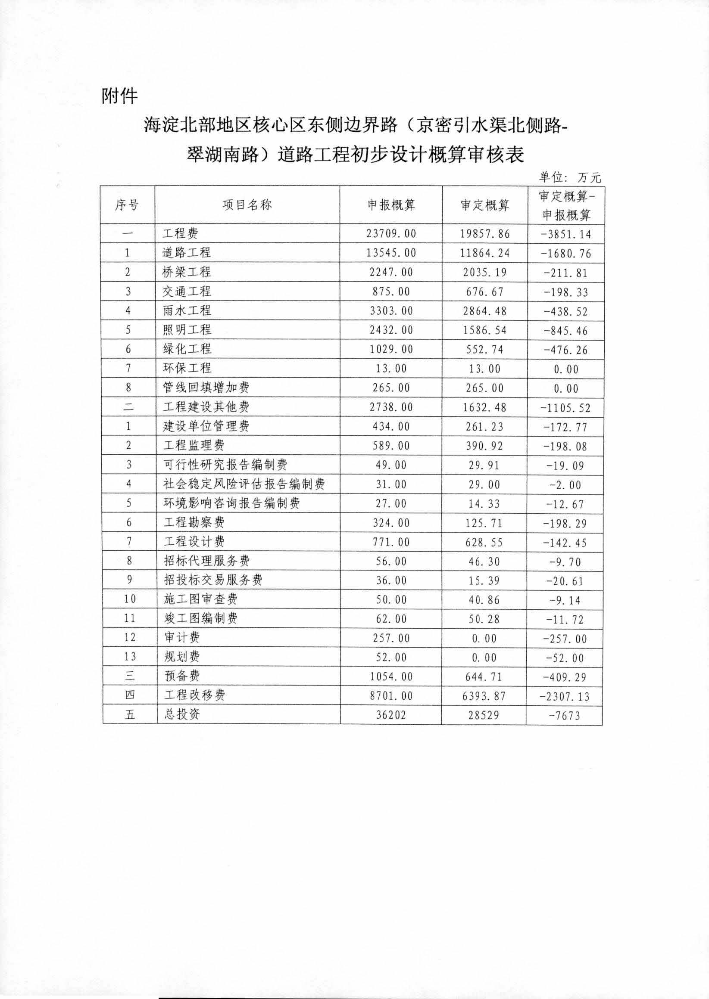 附件
海淀北部地区核心区东侧边界路（京密引水渠北侧路-
翠湖南路）道路工程初步设计概算审核表
单位：万元
序号 项目名称 申报概算 审定概算 审定概算-
申报概算
一 工程费 23709.00 19857.86 -3851.14
1 道路工程 13545.00 11864.24 -1680.76
2 桥梁工程 2247.00 2035.19 -211.81
3 交通工程 875.00 676.67 -198.33
4 雨水工程 3303.00 2864.48 -438.52
5 照明工程 2432.00 1586.54 -845.46
6 绿化工程 1029.00 552.74 -476.26
7 环保工程 13.00 13.00 0.00
8 管线回填增加费 265.00 265.00 0.00
二 工程建设其他费 2738.00 1632.48 -1105.52
1 建设单位管理费 434.00 261.23 -172.77
2 工程监理费 589.00 390.92 -198.08
3 可行性研究报告编制费 49.00 29.91 -19.09
4 社会稳定风险评估报告编制费 31.00 29.00 -2.00
5 环境影响咨询报告编制费 27.00 14.33 -12.67
6 工程勘察费 324.00 125.71 -198.29
7 工程设计费 771.00 628.55 -142.45
8 招标代理服务费 56.00 46.30 -9.70
9 招投标交易服务费 36.00 15.39 -20.61
10 施工图审查费 50.00 40.86 -9.14
11 竣工图编制费 62.00 50.28 -11.72
12 审计费 257.00 0.00 -257.00
13 规划费 52.00 0.00 -52.00
三 预备费 1054.00 644.71 -409.29
四 工程改移费 8701.00 6393.87 -2307.13
五 总投资 36202 28529 -7673